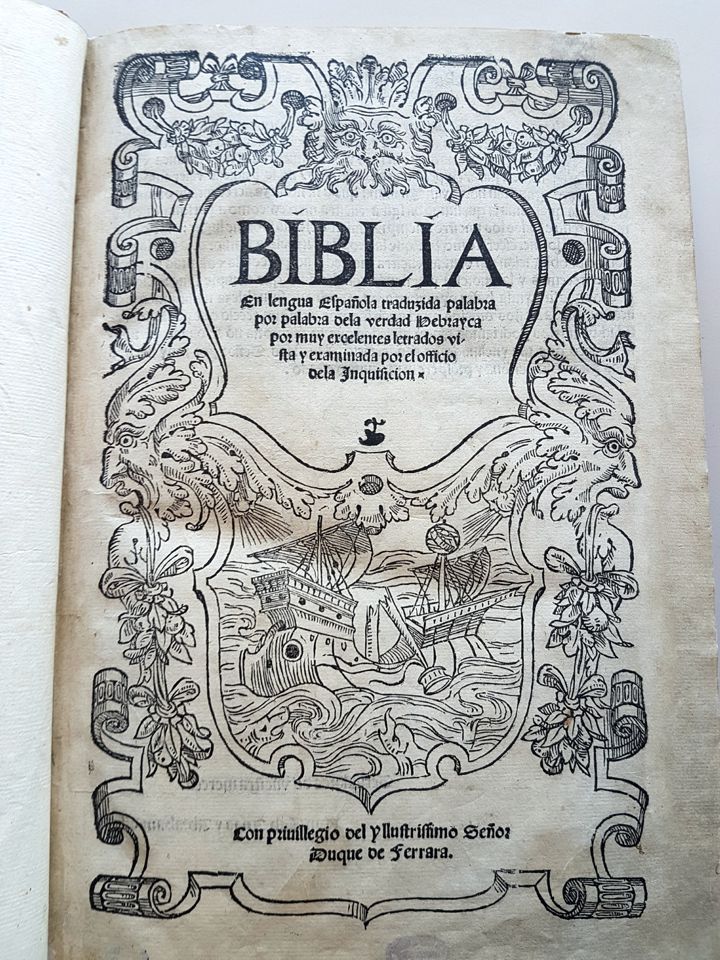 BÍBLÍA
En lengua Española traduzida palabra
por palabra dela verdad Hebrayca
por muy excelentes letrados vi-
sta y examinada por el officio
dela Inquisicion
Con priuillegio del yllustrissimo Señor
Duque de Ferrara.